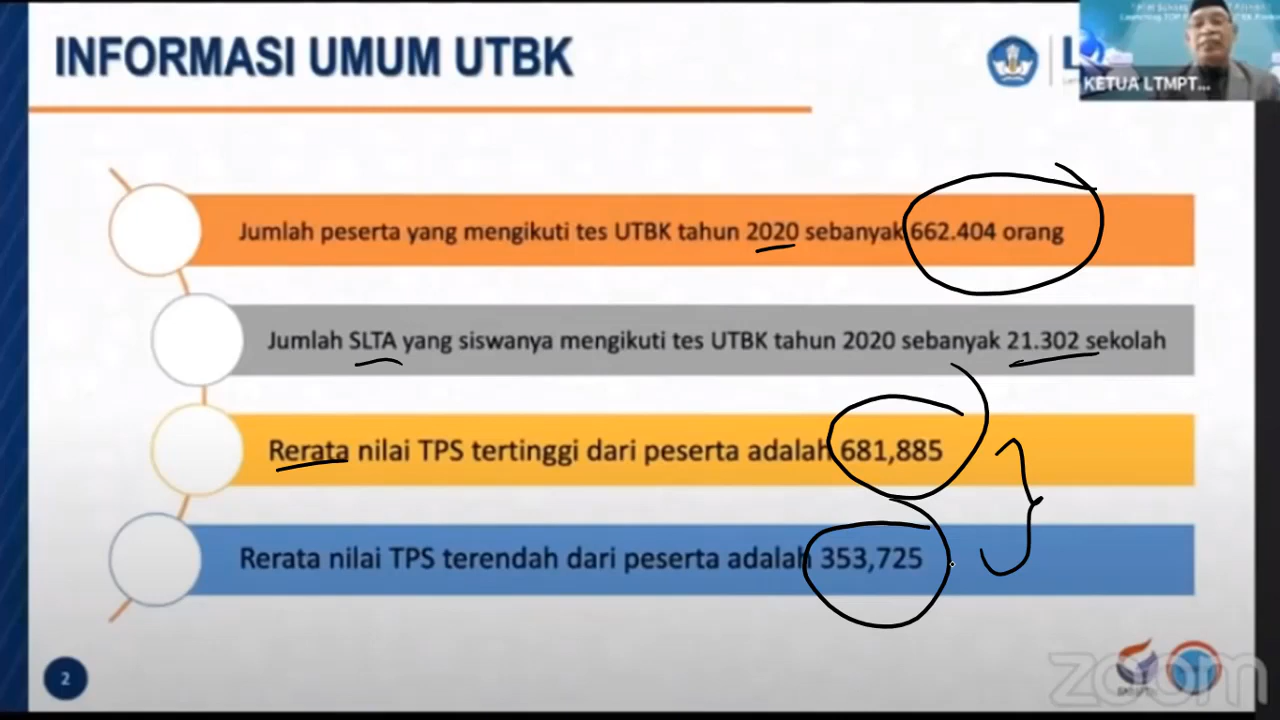 INFORMASI UMUM UTBK
KETUA LTMPT...
Jumlah peserta yang mengikuti tes UTBK tahun 2020 sebanyak 662.404 orang
Jumlah SLTA yang siswanya mengikuti tes UTBK tahun 2020 sebanyak 21.302 sekolah
Rerata nilai TPS tertinggi dari peserta adalah 681,885
Rerata nilai TPS terendah dari peserta adalah 353,725
2
zoom